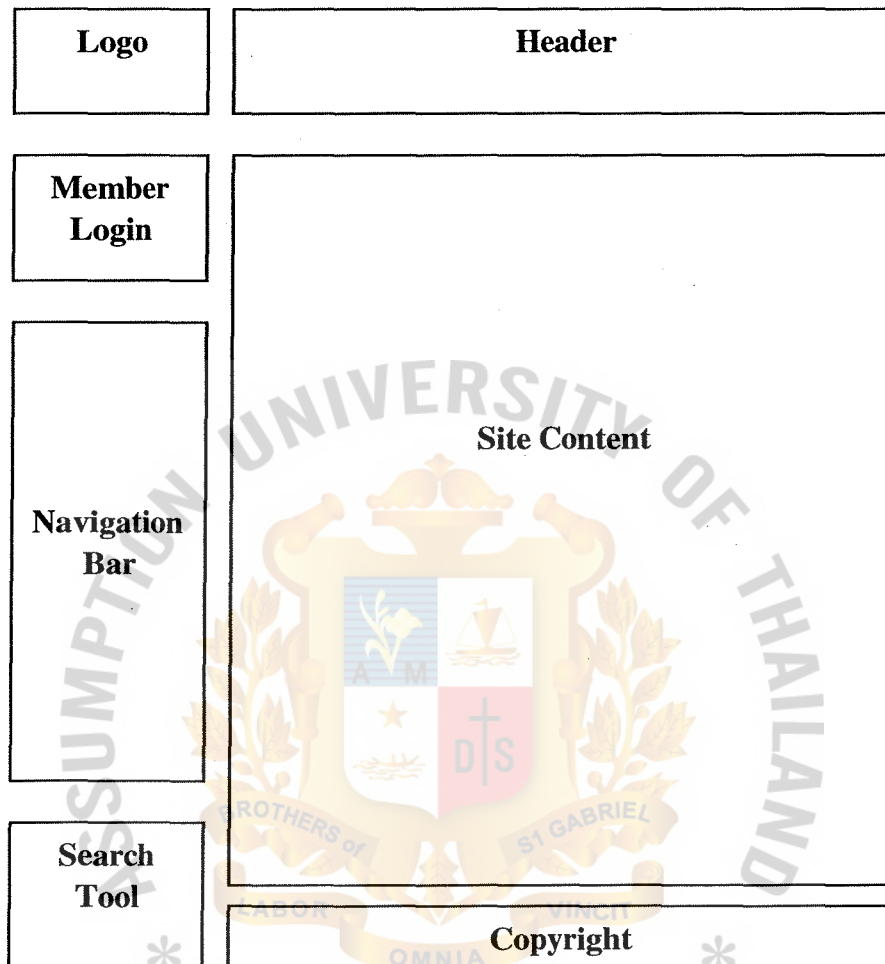 Logo
Header
Member
Login
Site Content
Navigation
Bar
Search
Tool
Copyright
ASSUMPTION UNIVERSITY OF THAILAND
A M
D S
BROTHERS of
S1 GABRIEL
LABOR
OMNIA
VINCIT